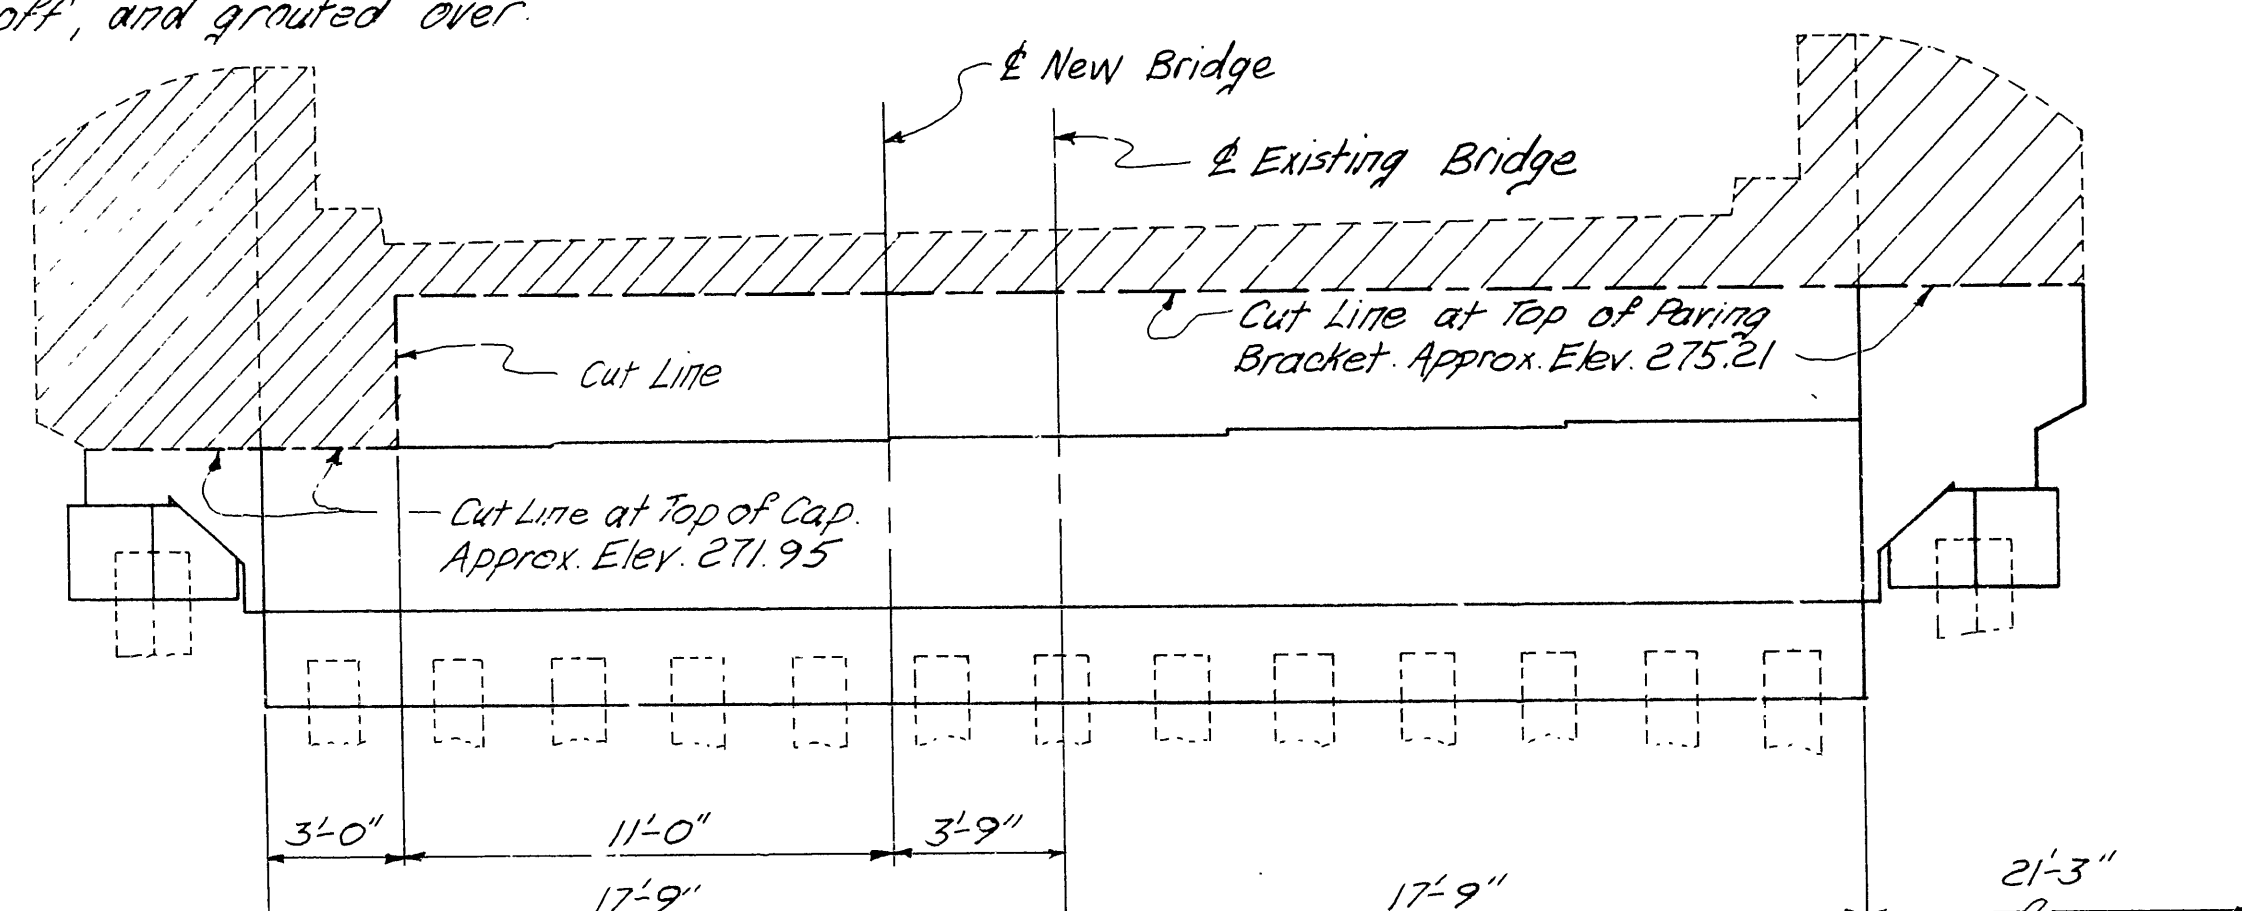 off, and grouted over.
℄ New Bridge
℄ Existing Bridge
Cut Line at Top of Paving
Bracket. Approx. Elev. 275.21
Cut Line
Cut Line at Top of Cap.
Approx. Elev. 271.95
3'-0" 11'-0" 3'-9"
17'-9" 17'-9" 21'-3"